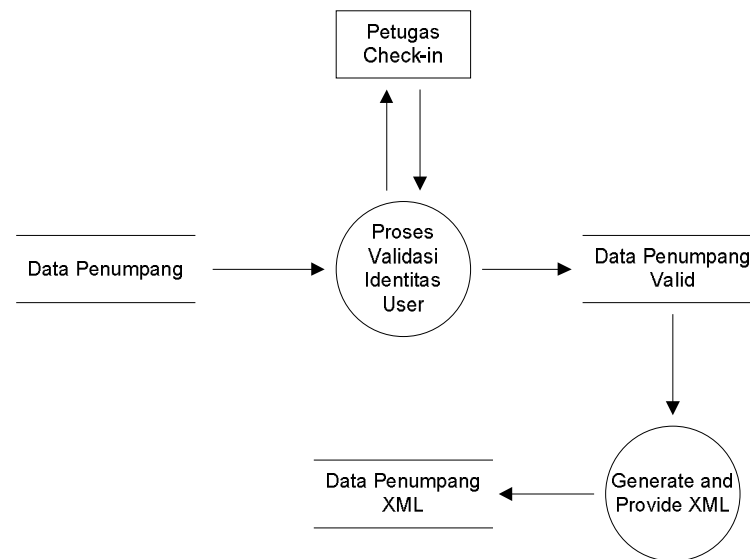 Petugas
Check-in
Data Penumpang
Proses
Validasi
Identitas
User
Data Penumpang
Valid
Data Penumpang
XML
Generate and
Provide XML